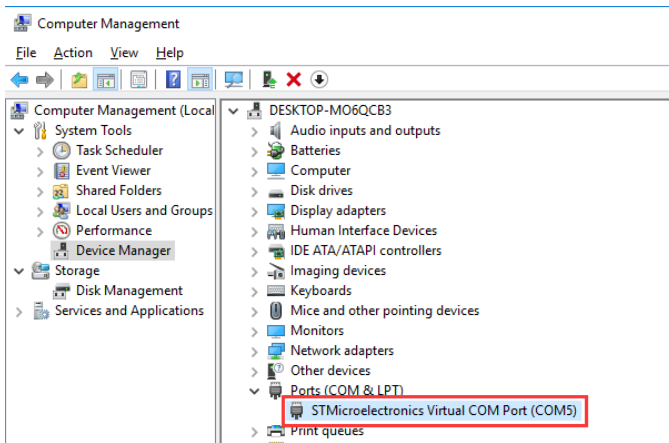 Computer Management
File Action View Help
Computer Management (Local
System Tools
Task Scheduler
Event Viewer
Shared Folders
Local Users and Groups
Performance
Device Manager
Storage
Disk Management
Services and Applications
DESKTOP-MO6QCB3
Audio inputs and outputs
Batteries
Computer
Disk drives
Display adapters
Human Interface Devices
IDE ATA/ATAPI controllers
Imaging devices
Keyboards
Mice and other pointing devices
Monitors
Network adapters
Other devices
Ports (COM & LPT)
STMicroelectronics Virtual COM Port (COM5)
Print queues